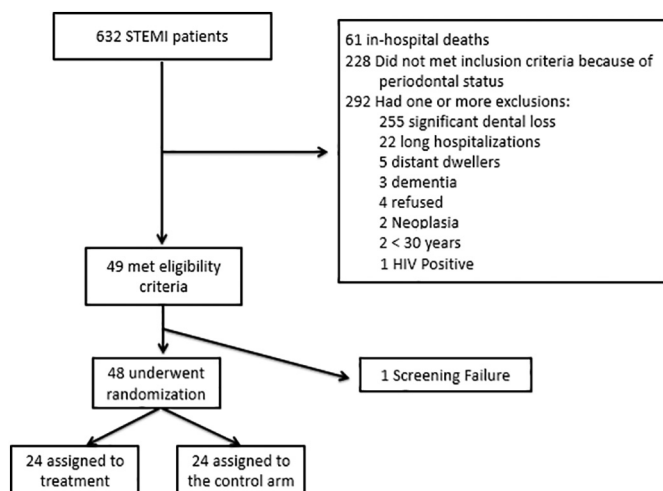 632 STEMI patients
61 in-hospital deaths
228 Did not met inclusion criteria because of
periodontal status
292 Had one or more exclusions:
255 significant dental loss
22 long hospitalizations
5 distant dwellers
3 dementia
4 refused
2 Neoplasia
2 < 30 years
1 HIV Positive
49 met eligibility
criteria
1 Screening Failure
48 underwent
randomization
24 assigned to
treatment
24 assigned to
the control arm